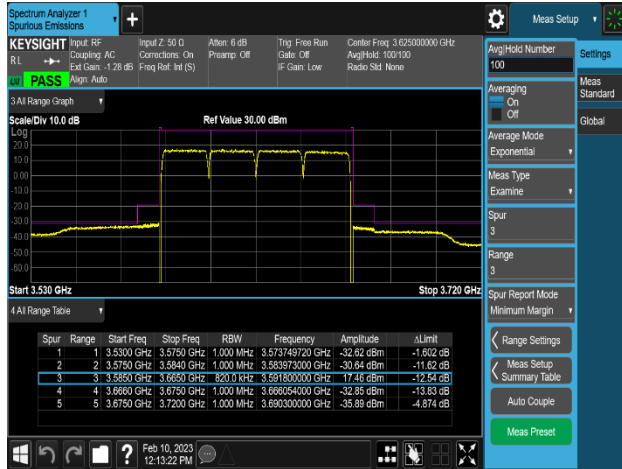 Spectrum Analyzer 1
Spurious Emissions
Meas Setup
KEYSIGHT
Input: RF
Input Z: 50 Ω
Atten: 6 dB
Trig: Free Run
Center Freq: 3.625000000 GHz
R L
Coupling: AC
Corrections: On
Preamp: Off
Gate: Off
Avg|Hold: 100/100
Ext Gain: -1.28 dB
Freq Ref: Int (S)
IF Gain: Low
Radio Std: None
PASS
Align: Auto
3 All Range Graph
Scale/Div 10.0 dB
Ref Value 30.00 dBm
Log
20.0
10.0
0.00
-10.0
-20.0
-30.0
-40.0
-50.0
-60.0
Start 3.530 GHz
Stop 3.720 GHz
4 All Range Table
Spur Range Start Freq Stop Freq RBW Frequency Amplitude ΔLimit
1 1 3.5300 GHz 3.5750 GHz 1.000 MHz 3.573749720 GHz -32.62 dBm -1.602 dB
2 2 3.5750 GHz 3.5840 GHz 1.000 MHz 3.583973000 GHz -30.64 dBm -11.62 dB
3 3 3.5850 GHz 3.6650 GHz 820.0 kHz 3.591800000 GHz 17.46 dBm -12.54 dB
4 4 3.6660 GHz 3.6750 GHz 1.000 MHz 3.666054000 GHz -32.85 dBm -13.83 dB
5 5 3.6750 GHz 3.7200 GHz 1.000 MHz 3.690300000 GHz -35.89 dBm -4.874 dB
Feb 10, 2023
12:13:22 PM
Avg|Hold Number
100
Averaging
On
Off
Average Mode
Exponential
Meas Type
Examine
Spur
3
Range
3
Spur Report Mode
Minimum Margin
Range Settings
Meas Setup
Summary Table
Auto Couple
Meas Preset
Settings
Meas
Standard
Global